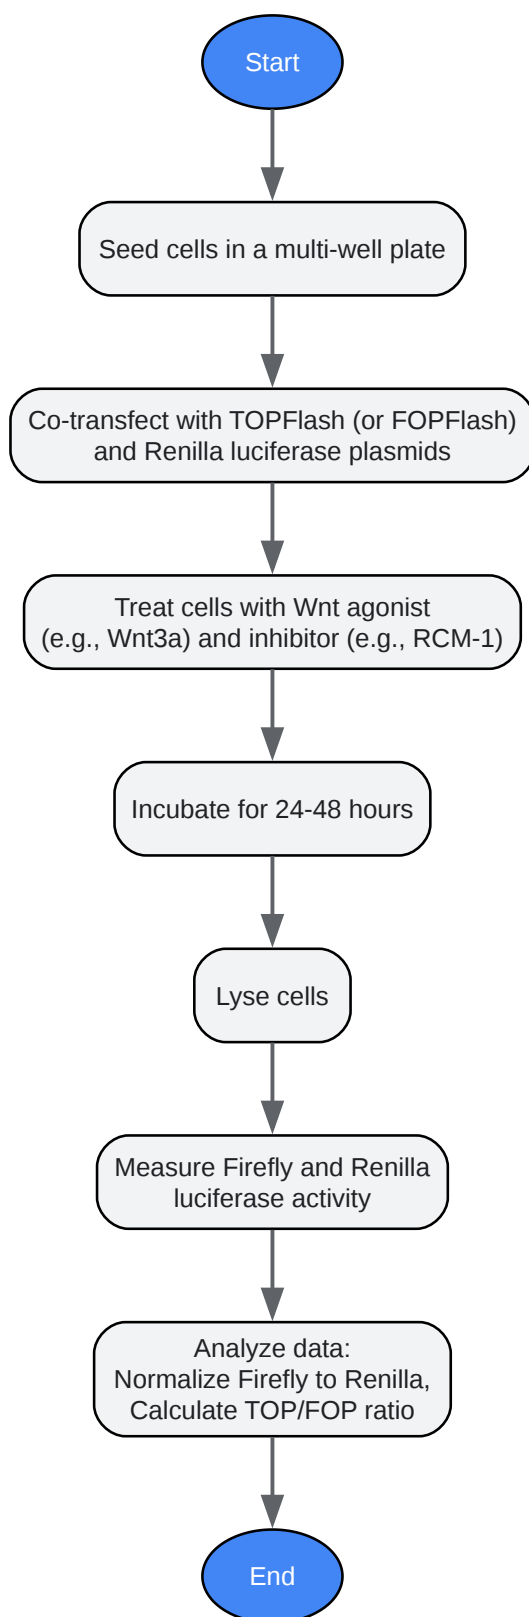 Start
Seed cells in a multi-well plate
Co-transfect with TOPFlash (or FOPFlash)
and Renilla luciferase plasmids
Treat cells with Wnt agonist
(e.g., Wnt3a) and inhibitor (e.g., RCM-1)
Incubate for 24-48 hours
Lyse cells
Measure Firefly and Renilla
luciferase activity
Analyze data:
Normalize Firefly to Renilla,
Calculate TOP/FOP ratio
End